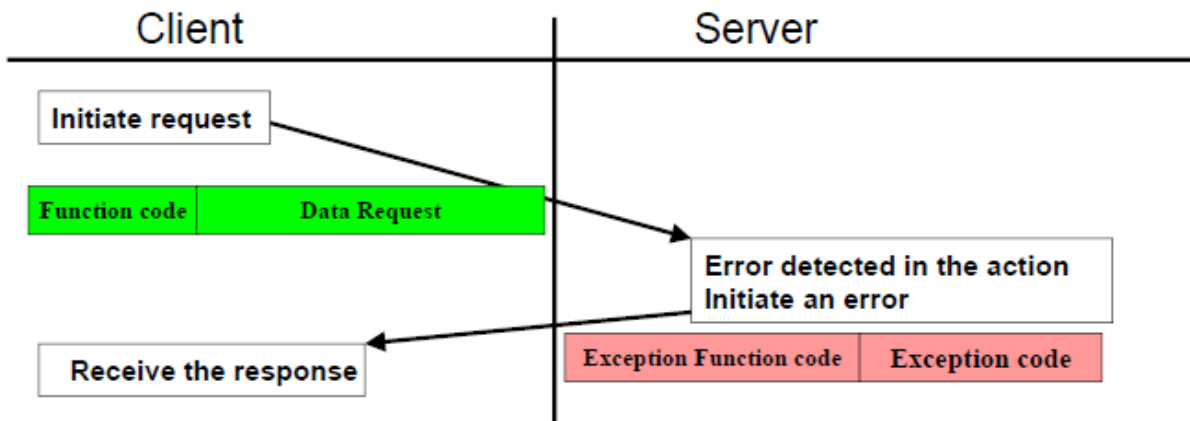 Client
Server
Initiate request
Function code
Data Request
Error detected in the action
Initiate an error
Receive the response
Exception Function code
Exception code